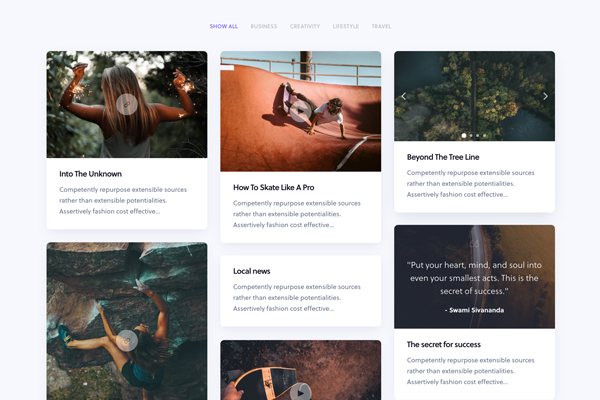 SHOW ALL BUSINESS CREATIVITY LIFESTYLE TRAVEL
Into The Unknown
Competently repurpose extensible sources
rather than extensible potentialities.
Assertively fashion cost effective...
How To Skate Like A Pro
Competently repurpose extensible sources
rather than extensible potentialities.
Assertively fashion cost effective...
Local news
Competently repurpose extensible sources
rather than extensible potentialities.
Assertively fashion cost effective...
Beyond The Tree Line
Competently repurpose extensible sources
rather than extensible potentialities.
Assertively fashion cost effective...
"Put your heart, mind, and soul into
even your smallest acts. This is the
secret of success."
- Swami Sivananda
The secret for success
Competently repurpose extensible sources
rather than extensible potentialities.
Assertively fashion cost effective...